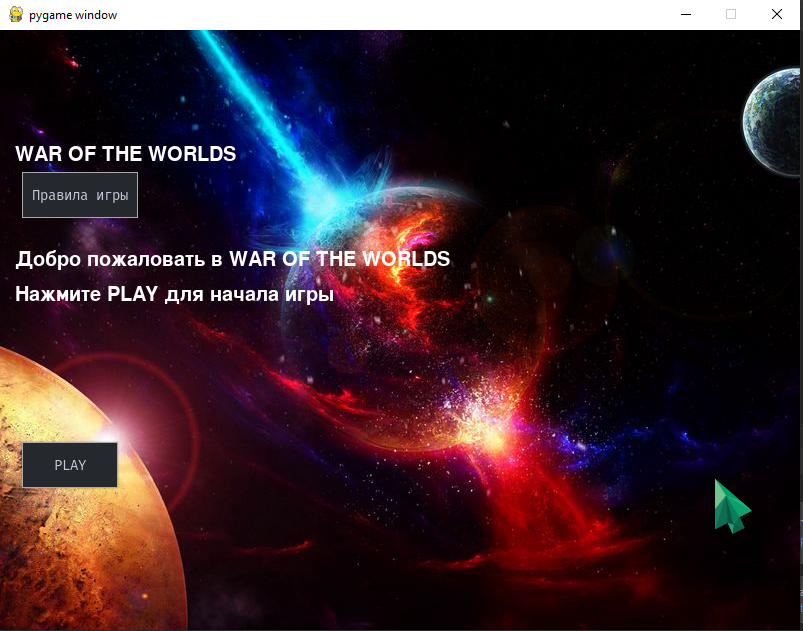 pygame window
WAR OF THE WORLDS
Правила игры
Добро пожаловать в WAR OF THE WORLDS
Нажмите PLAY для начала игры
PLAY